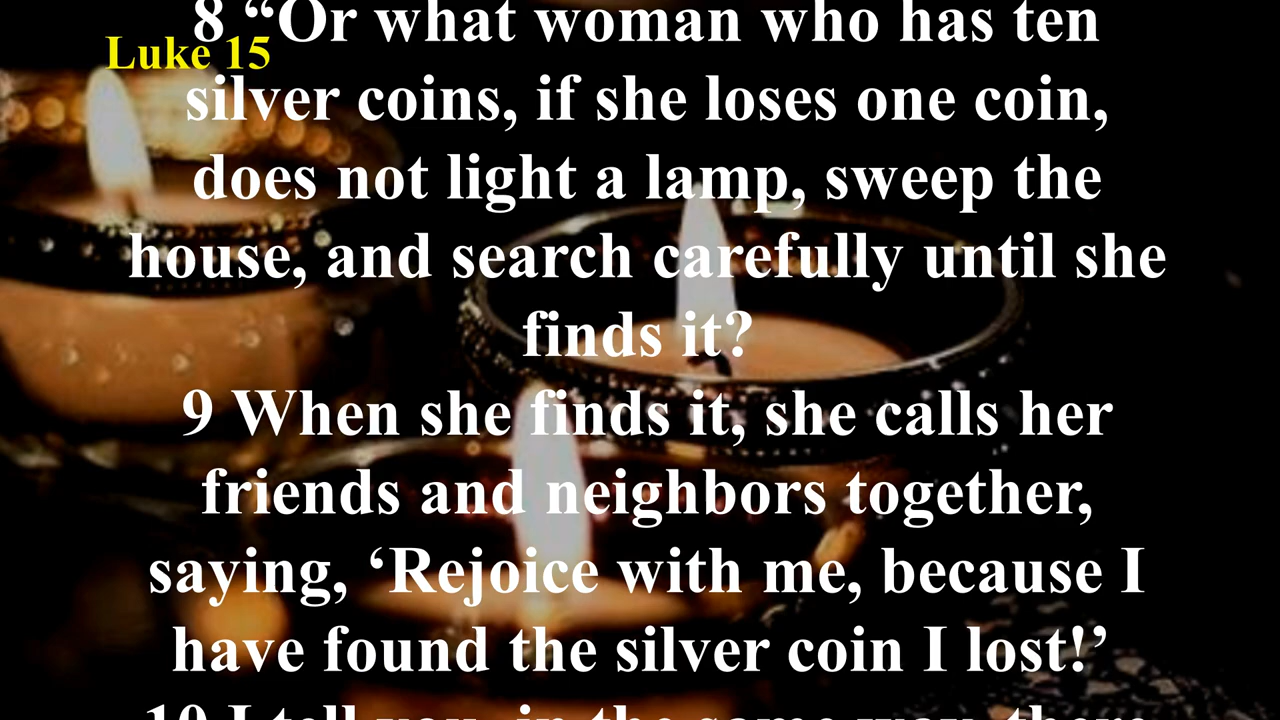 8 “Or what woman who has ten
Luke 15
silver coins, if she loses one coin,
does not light a lamp, sweep the
house, and search carefully until she
finds it?
9 When she finds it, she calls her
friends and neighbors together,
saying, ‘Rejoice with me, because I
have found the silver coin I lost!’
10 I tell you, in the same way, there